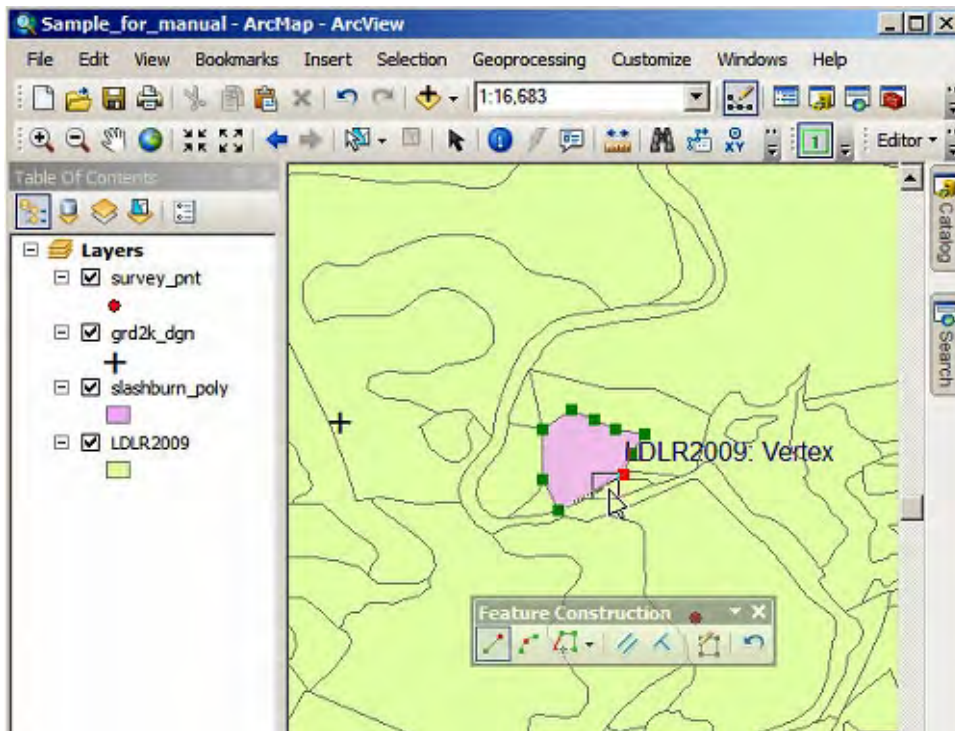 Sample_for_manual - ArcMap - ArcView
File Edit View Bookmarks Insert Selection Geoprocessing Customize Windows Help
1:16,683
1 Editor
Table Of Contents
Catalog
Layers
survey_pnt
grd2k_dgn
Search
slashburn_poly
LDLR2009
LDLR2009: Vertex
Feature Construction